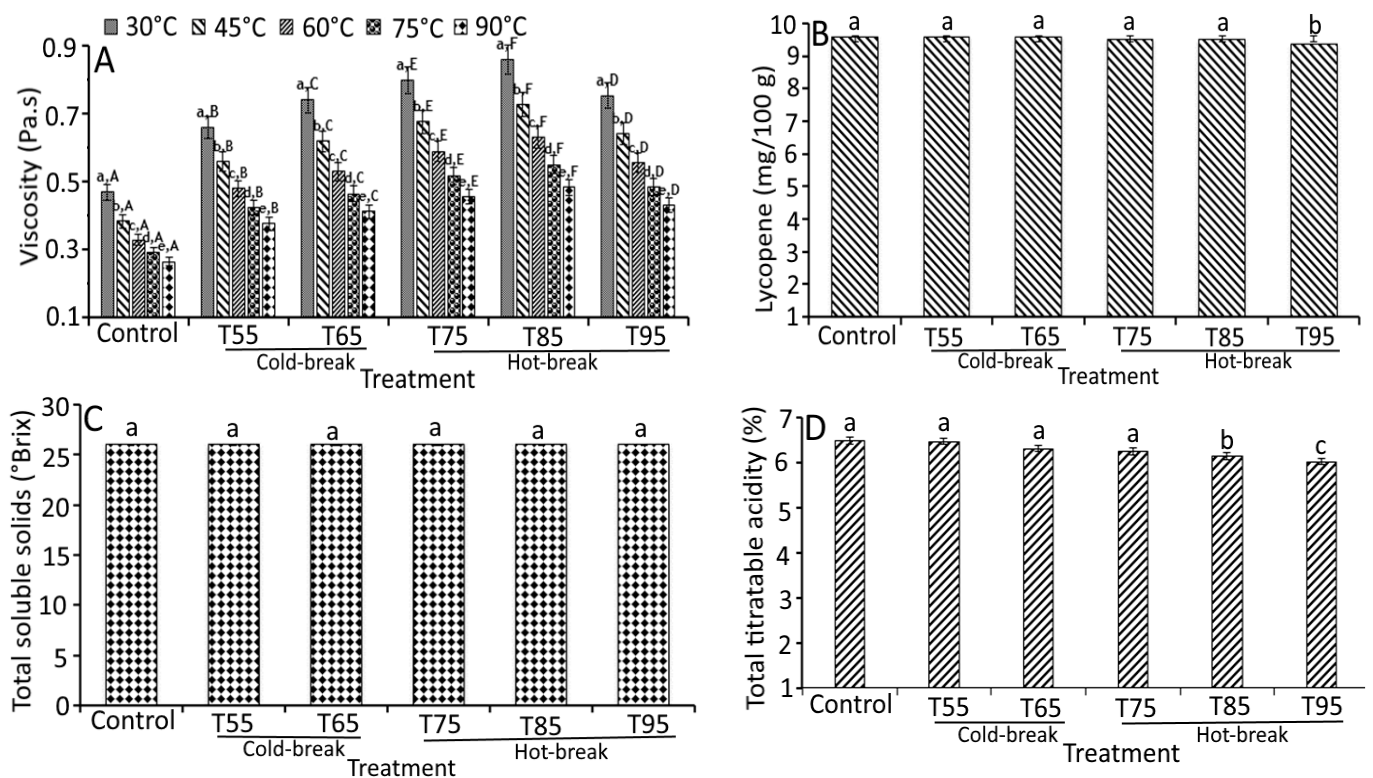 30°C 45°C 60°C 75°C 90°C
A
Viscosity (Pa.s)
0.9
0.7
0.5
0.3
0.1
a,A b,A c,A d,A e,A
a,B b,B c,B d,B e,B
a,C b,C c,C d,C e,C
a,E b,E c,E d,E e,E
a,F b,F c,F d,F e,F
a,D b,D c,D d,D e,D
Control T55 T65 T75 T85 T95
Cold-break Hot-break
Treatment
B
Lycopene (mg/100 g)
10
9
8
7
6
5
4
3
2
1
a a a a a b
Control T55 T65 T75 T85 T95
Cold-break Hot-break
Treatment
C
Total soluble solids (°Brix)
30
25
20
15
10
5
0
a a a a a a
Control T55 T65 T75 T85 T95
Cold-break Hot-break
Treatment
D
Total titratable acidity (%)
7
6
5
4
3
2
1
a a a a b c
Control T55 T65 T75 T85 T95
Cold-break Hot-break
Treatment